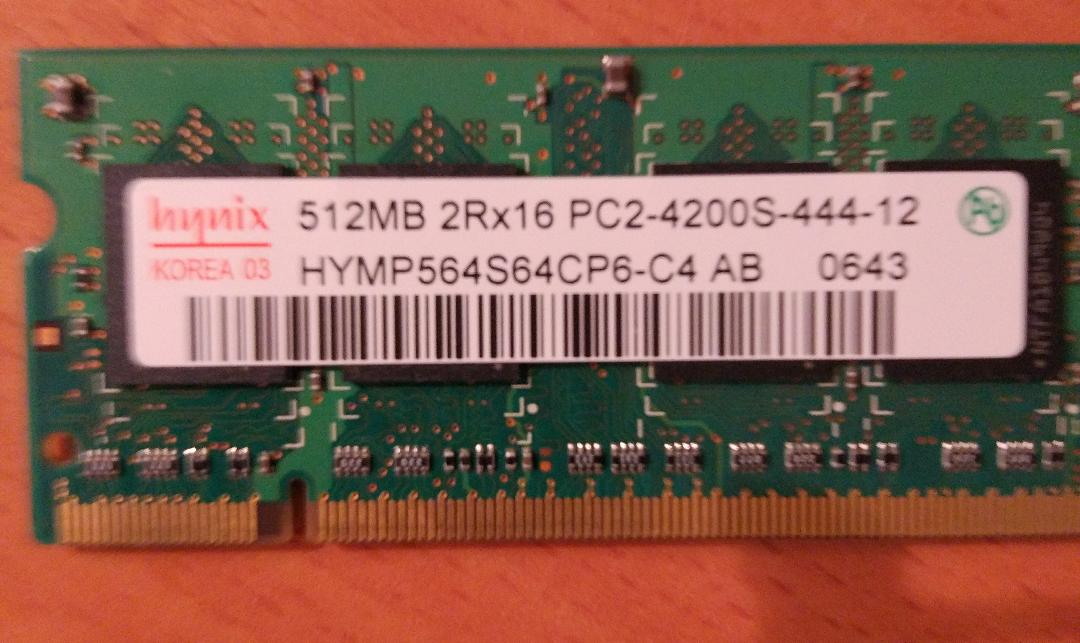 hynix 512MB 2Rx16 PC2-4200S-444-12
KOREA 03 HYMP564S64CP6-C4 AB 0643